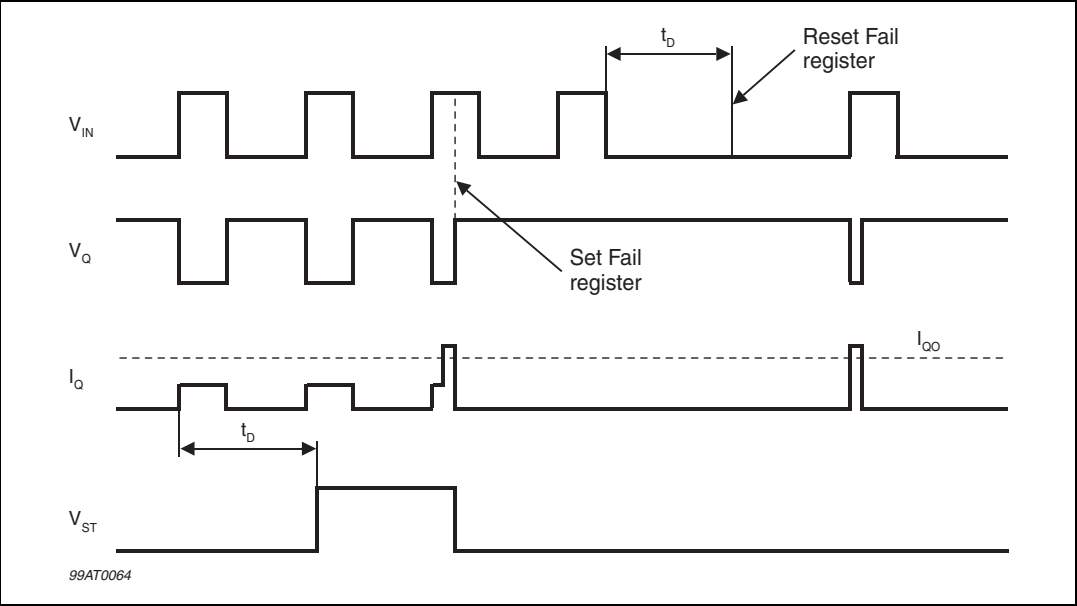 t_D
Reset Fail
register
V_IN
V_Q
Set Fail
register
I_QO
I_Q
t_D
V_ST
99AT0064